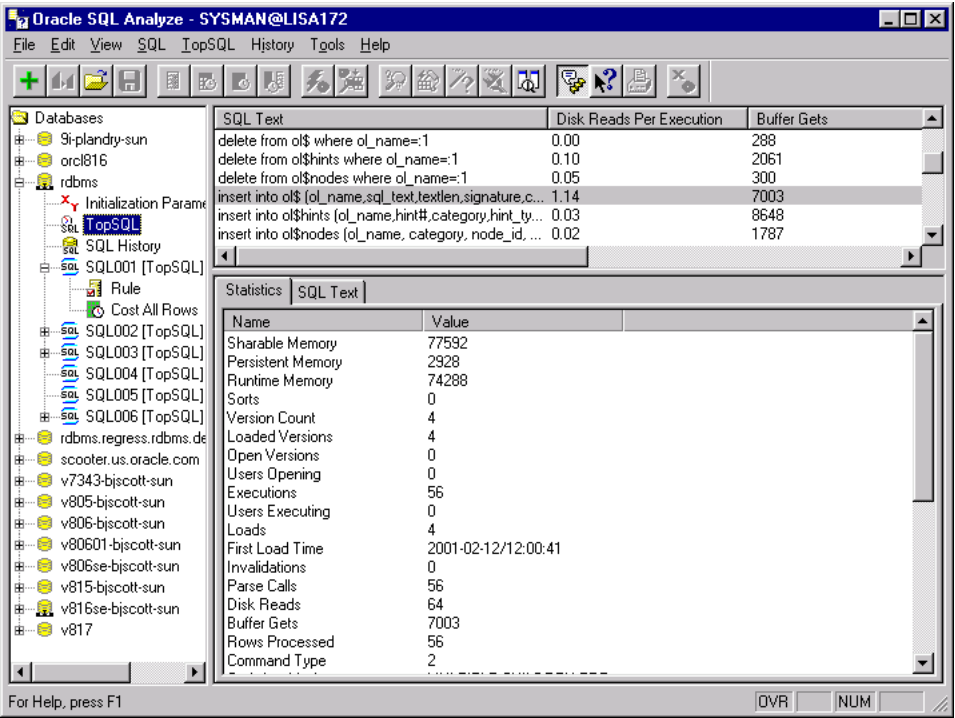 Oracle SQL Analyze - SYSMAN@LISA172
File Edit View SQL TopSQL History Tools Help
Databases
9i-plandry-sun
orcl816
rdbms
Initialization Parame
TopSQL
SQL History
SQL001 [TopSQL]
Rule
Cost All Rows
SQL002 [TopSQL]
SQL003 [TopSQL]
SQL004 [TopSQL]
SQL005 [TopSQL]
SQL006 [TopSQL]
rdbms.regress.rdbms.de
scooter.us.oracle.com
v7343-bjscott-sun
v805-bjscott-sun
v806-bjscott-sun
v80601-bjscott-sun
v806se-bjscott-sun
v815-bjscott-sun
v816se-bjscott-sun
v817
SQL Text Disk Reads Per Execution Buffer Gets
delete from ol$ where ol_name=:1 0.00 288
delete from ol$hints where ol_name=:1 0.10 2061
delete from ol$nodes where ol_name=:1 0.05 300
insert into ol$ (ol_name,sql_text,textlen,signature,c... 1.14 7003
insert into ol$hints (ol_name,hint#,category,hint_ty... 0.03 8648
insert into ol$nodes (ol_name, category, node_id, ... 0.02 1787
Statistics SQL Text
Name Value
Sharable Memory 77592
Persistent Memory 2928
Runtime Memory 74288
Sorts 0
Version Count 4
Loaded Versions 4
Open Versions 0
Users Opening 0
Executions 56
Users Executing 0
Loads 4
First Load Time 2001-02-12/12:00:41
Invalidations 0
Parse Calls 56
Disk Reads 64
Buffer Gets 7003
Rows Processed 56
Command Type 2
For Help, press F1 OVR NUM